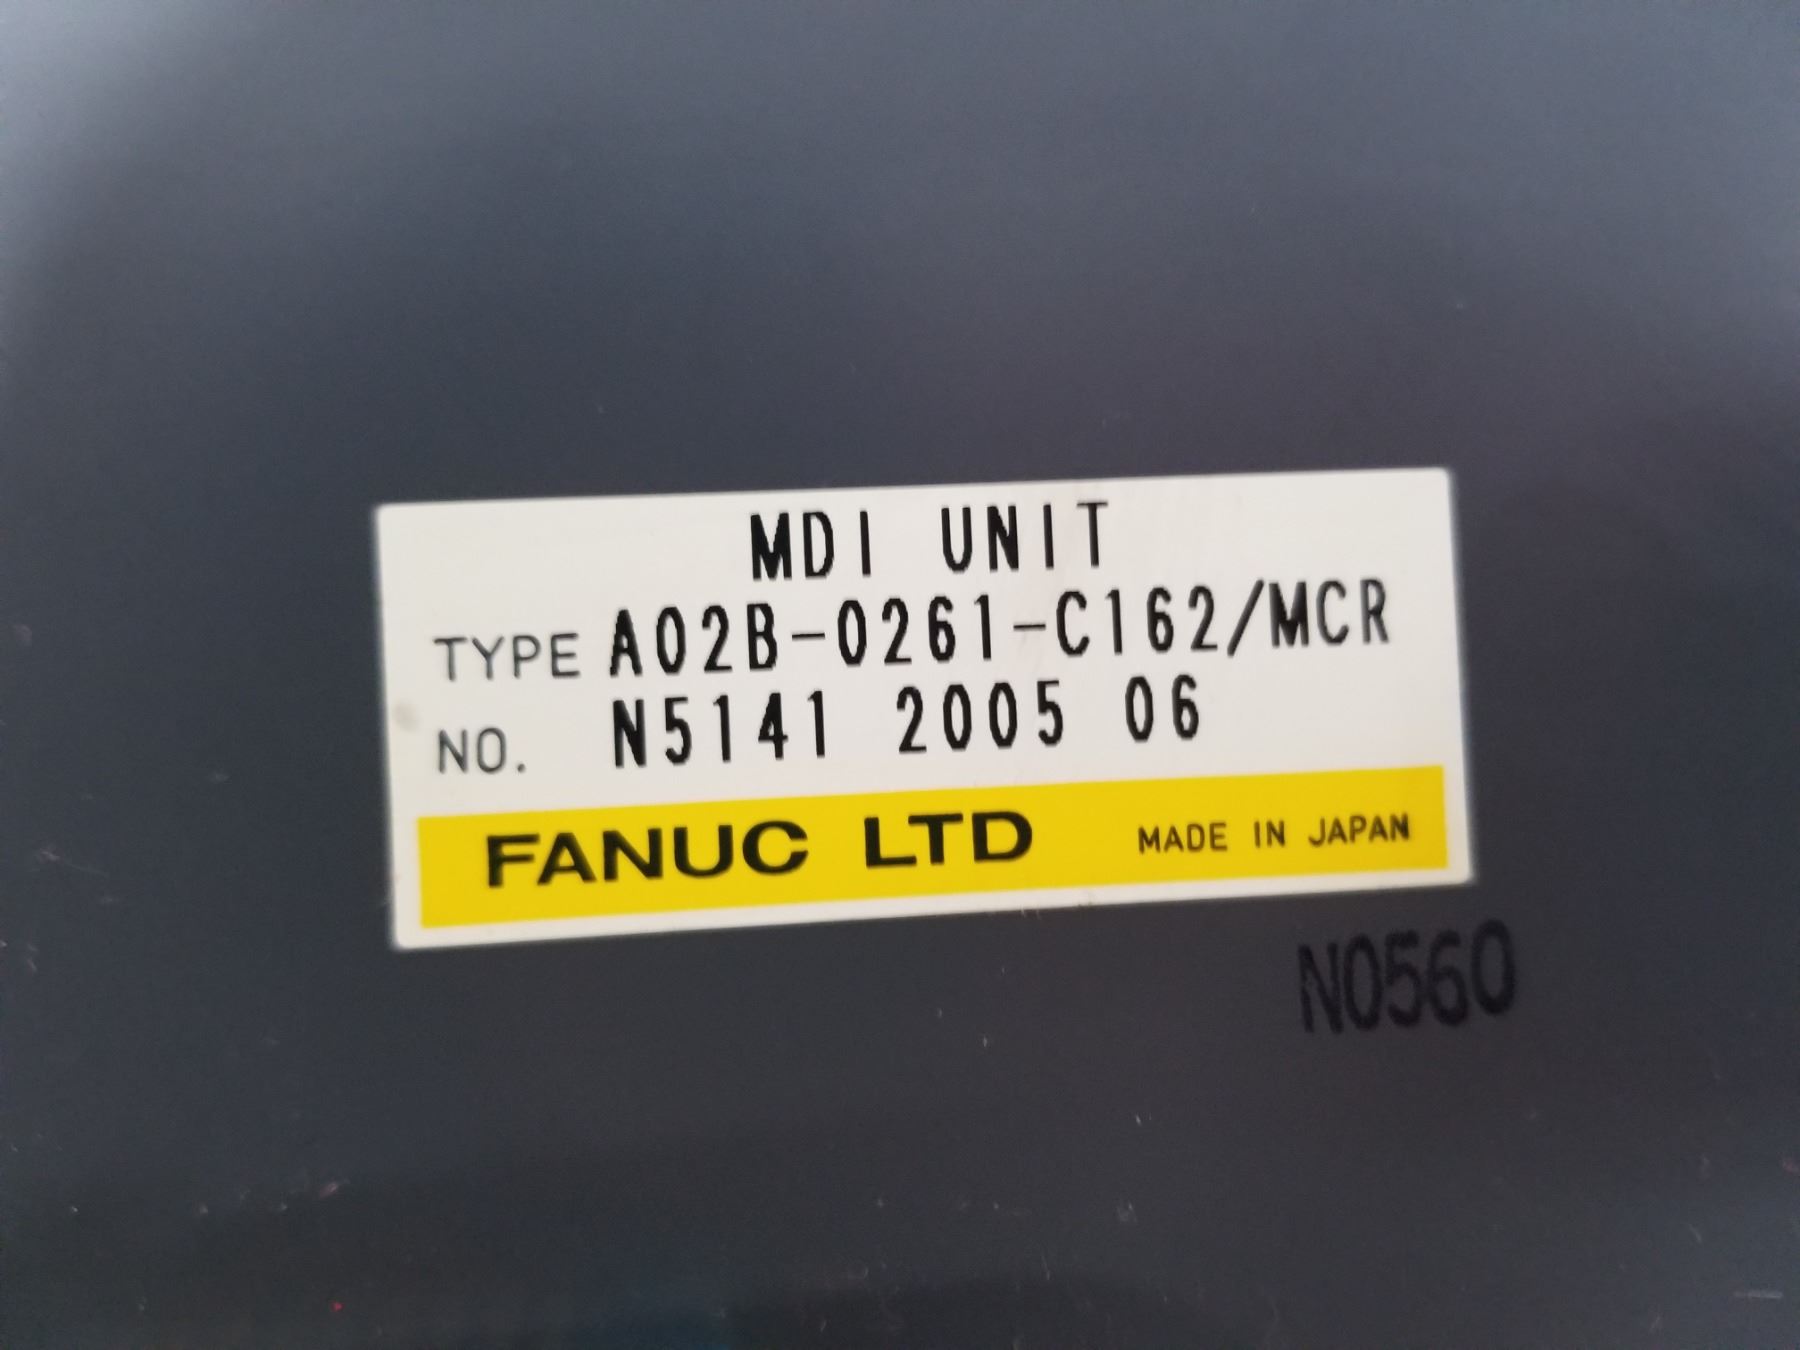 MDI UNIT
TYPE A02B-0261-C162/MCR
NO. N5141 2005 06
FANUC LTD MADE IN JAPAN
N0560